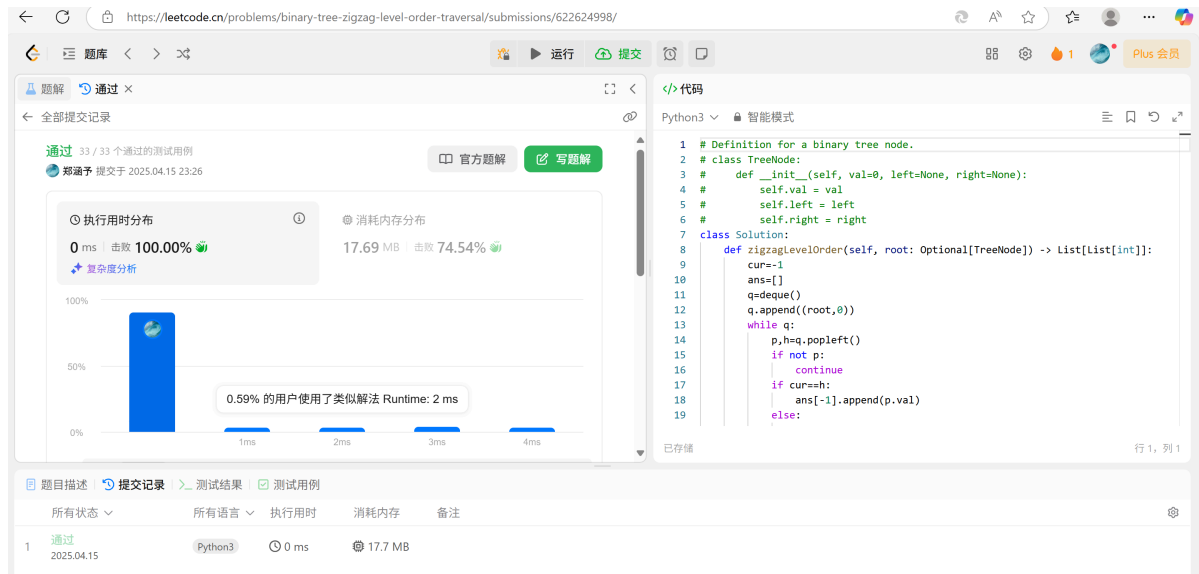 https://leetcode.cn/problems/binary-tree-zigzag-level-order-traversal/submissions/622624998/
题库 运行 提交 1 Plus 会员
题解 通过
全部提交记录
通过 33 / 33 个通过的测试用例
郑涵予 提交于 2025.04.15 23:26
官方题解 写题解
执行用时分布
0 ms 击败 100.00%
复杂度分析
消耗内存分布
17.69 MB 击败 74.54%
100%
50%
0%
0.59% 的用户使用了类似解法 Runtime: 2 ms
1ms 2ms 3ms 4ms
代码
Python3 智能模式
1 # Definition for a binary tree node.
2 # class TreeNode:
3 #     def __init__(self, val=0, left=None, right=None):
4 #         self.val = val
5 #         self.left = left
6 #         self.right = right
7 class Solution:
8     def zigzagLevelOrder(self, root: Optional[TreeNode]) -> List[List[int]]:
9         cur=-1
10         ans=[]
11         q=deque()
12         q.append((root,0))
13         while q:
14             p,h=q.popleft()
15             if not p:
16                 continue
17             if cur==h:
18                 ans[-1].append(p.val)
19             else:
已存储 行 1，列 1
题目描述 提交记录 测试结果 测试用例
所有状态 所有语言 执行用时 消耗内存 备注
1 通过 Python3 0 ms 17.7 MB
2025.04.15